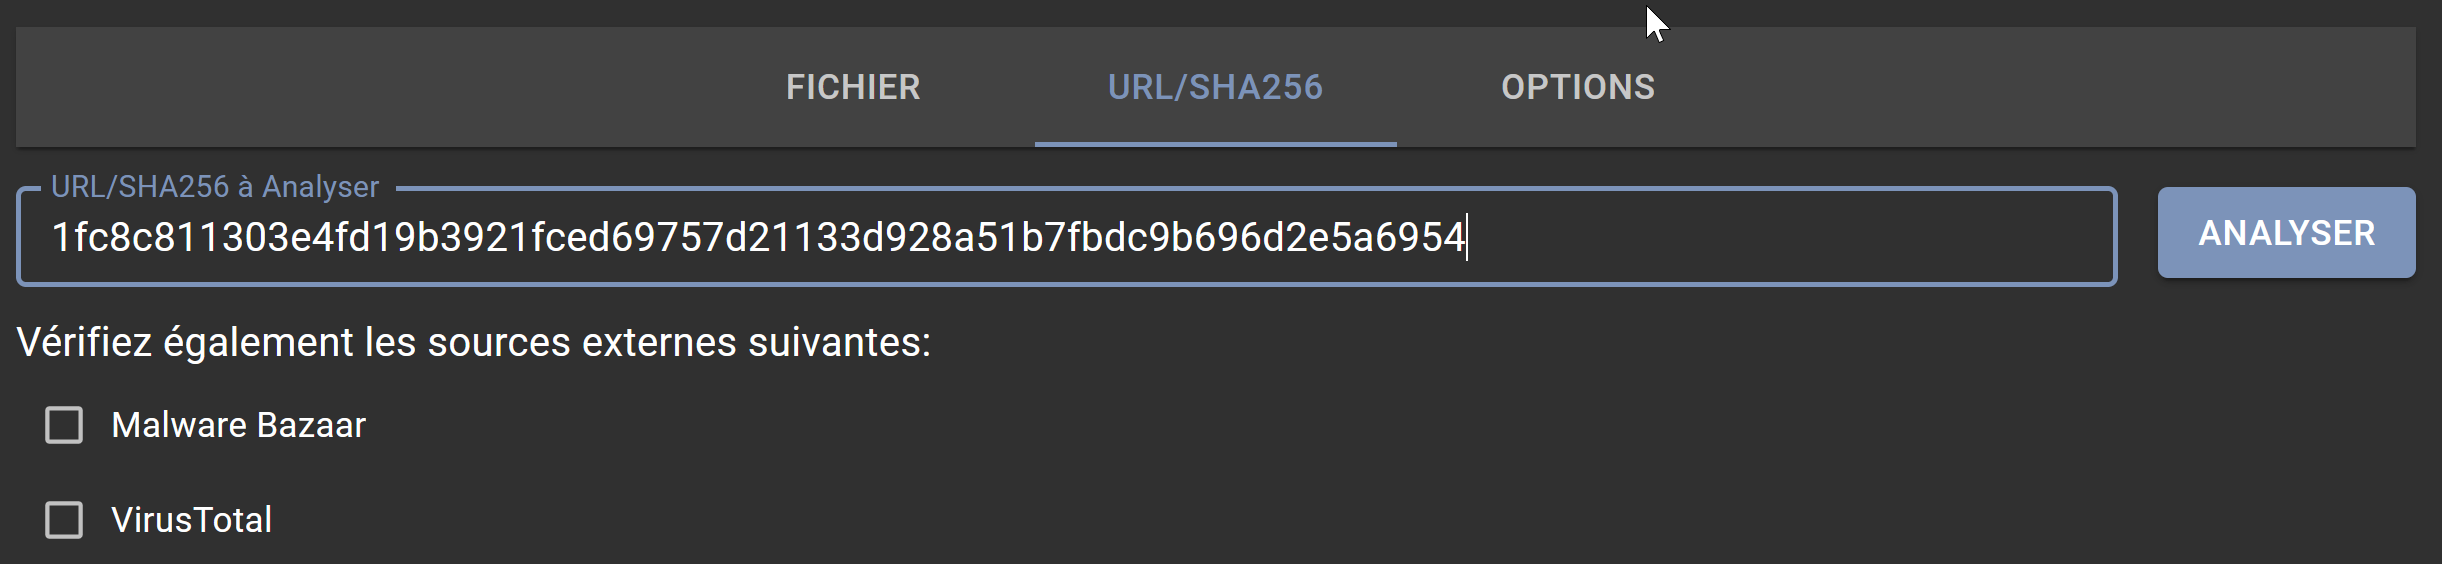 FICHIER URL/SHA256 OPTIONS
URL/SHA256 à Analyser
1fc8c811303e4fd19b3921fced69757d21133d928a51b7fbdc9b696d2e5a6954
ANALYSER
Vérifiez également les sources externes suivantes:
Malware Bazaar
VirusTotal